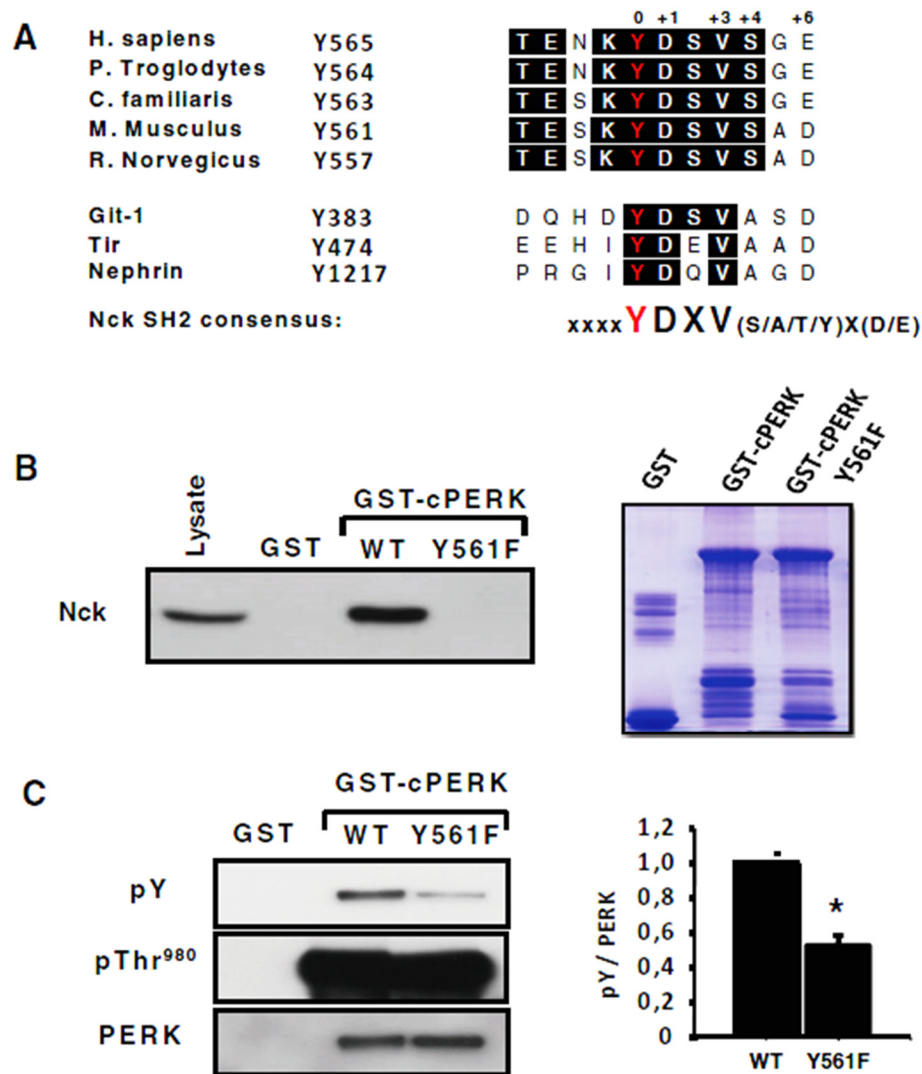 A
0 +1 +3 +4 +6
H. sapiens Y565 T E N K Y D S V S G E
P. Troglodytes Y564 T E N K Y D S V S G E
C. familiaris Y563 T E S K Y D S V S G E
M. Musculus Y561 T E S K Y D S V S A D
R. Norvegicus Y557 T E S K Y D S V S A D
Git-1 Y383 D Q H D Y D S V A S D
Tir Y474 E E H I Y D E V A A D
Nephrin Y1217 P R G I Y D Q V A G D
Nck SH2 consensus: xxxxYDXV(S/A/T/Y)X(D/E)
B
Lysate
GST
GST-cPERK
WT Y561F
Nck
GST
GST-cPERK
GST-cPERK
Y561F
C
GST-cPERK
GST WT Y561F
pY
pThr980
PERK
pY/ PERK
1,2
1,0
0,8
0,6
0,4
0,2
0
*
WT Y561F